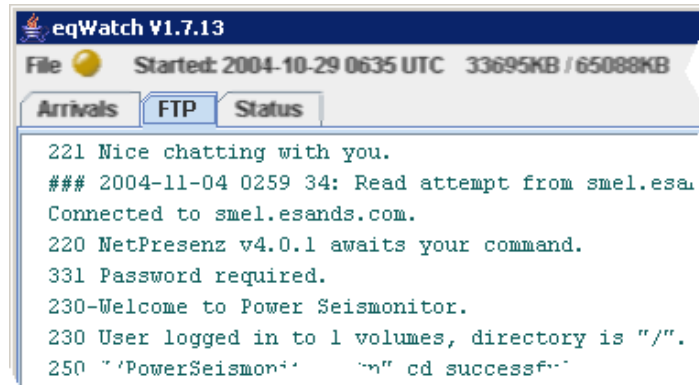 eqWatch V1.7.13
File Started: 2004-10-29 0635 UTC 33695KB / 65088KB
Arrivals FTP Status
221 Nice chatting with you.
### 2004-11-04 0259 34: Read attempt from smel.esa
Connected to smel.esands.com.
220 NetPresenz v4.0.1 awaits your command.
331 Password required.
230-Welcome to Power Seismonitor.
230 User logged in to 1 volumes, directory is "/".
250 cd